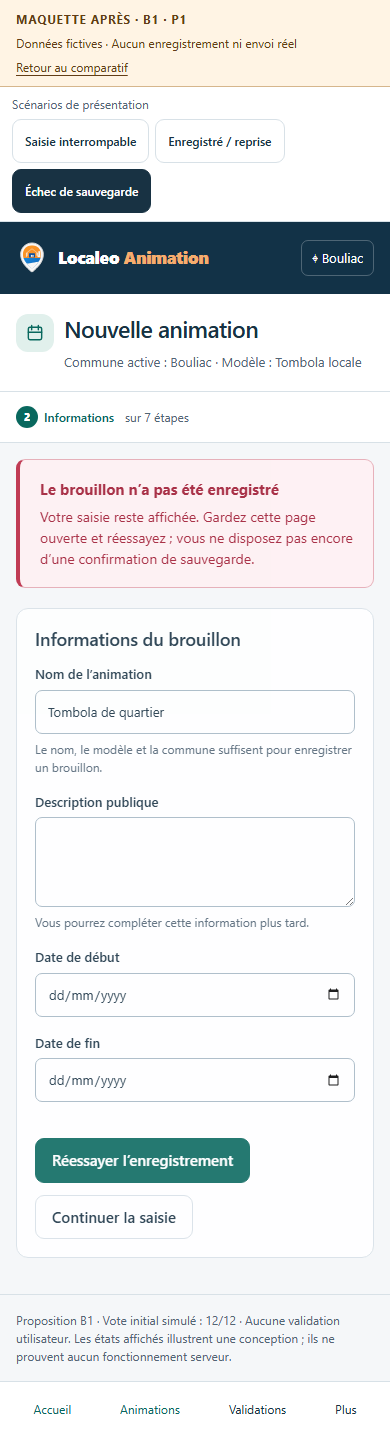 MAQUETTE APRÈS · B1 · P1
Données fictives · Aucun enregistrement ni envoi réel
Retour au comparatif
Scénarios de présentation
Saisie interrompable
Enregistré / reprise
Échec de sauvegarde
Localeo Animation
Bouliac
Nouvelle animation
Commune active : Bouliac · Modèle : Tombola locale
2 Informations sur 7 étapes
Le brouillon n’a pas été enregistré
Votre saisie reste affichée. Gardez cette page
ouverte et réessayez ; vous ne disposez pas encore
d’une confirmation de sauvegarde.
Informations du brouillon
Nom de l’animation
Tombola de quartier
Le nom, le modèle et la commune suffisent pour enregistrer
un brouillon.
Description publique
Vous pourrez compléter cette information plus tard.
Date de début
dd/mm/yyyy
Date de fin
dd/mm/yyyy
Réessayer l’enregistrement
Continuer la saisie
Proposition B1 · Vote initial simulé : 12/12 · Aucune validation
utilisateur. Les états affichés illustrent une conception ; ils ne
prouvent aucun fonctionnement serveur.
Accueil
Animations
Validations
Plus